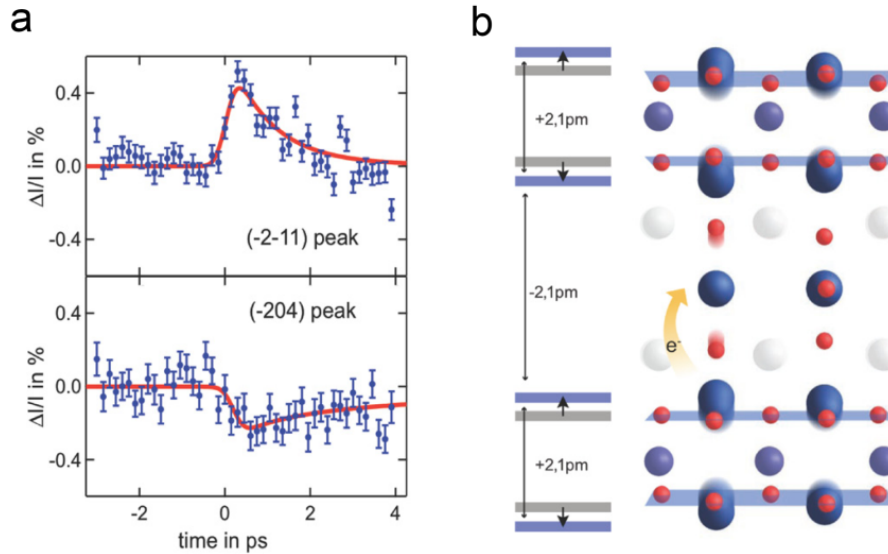 a
b
ΔI/I in %
0.4
0.0
-0.4
(-2-11) peak
ΔI/I in %
0.4
0.0
-0.4
(-204) peak
-2
0
2
4
time in ps
+2,1pm
-2,1pm
e-
+2,1pm